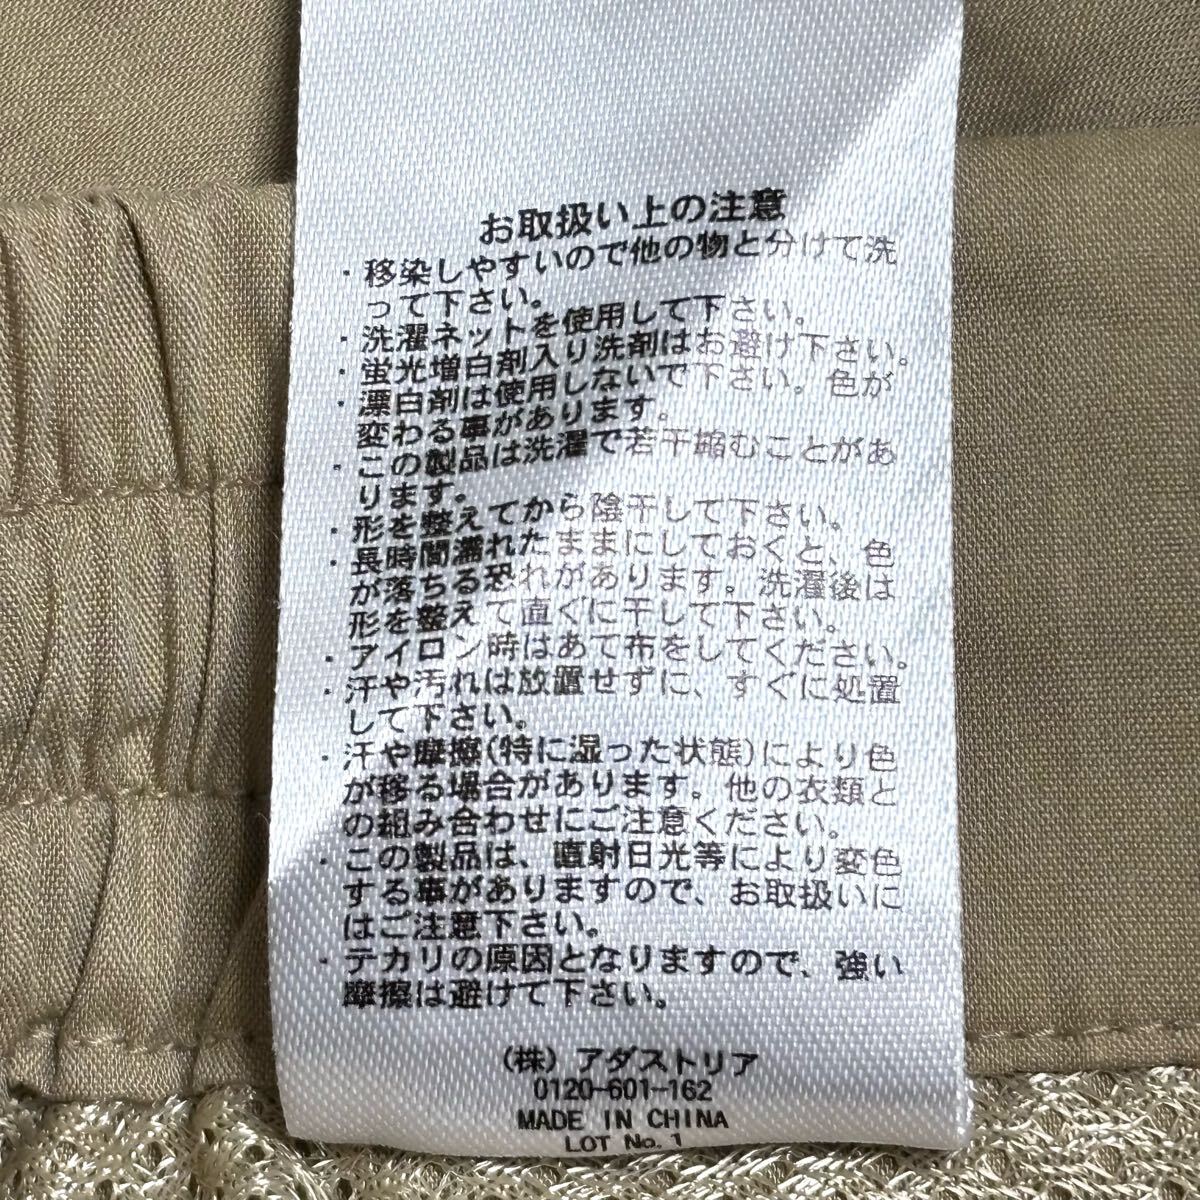 お取扱い上の注意
・移染しやすいので他の物と分けて洗
って下さい。
・洗濯ネットを使用して下さい。
・蛍光増白剤入り洗剤はお避け下さい。
・漂白剤は使用しないで下さい。色が
変わる事があります。
・この製品は洗濯で若干縮むことがあ
ります。
・形を整えてから陰干して下さい。
・長時間濡れたままにしておくと、色
が落ちる恐れがあります。洗濯後は
形を整えて直ぐに干して下さい。
・アイロン時はあて布をしてください。
・汗や汚れは放置せずに、すぐに処置
して下さい。
・汗や摩擦(特に湿った状態)により色
が移る場合があります。他の衣類と
の組み合わせにご注意ください。
・この製品は、直射日光等により変色
する事がありますので、お取扱いに
はご注意下さい。
・テカリの原因となりますので、強い
摩擦は避けて下さい。
(株)アダストリア
0120-601-162
MADE IN CHINA
LOT No. 1